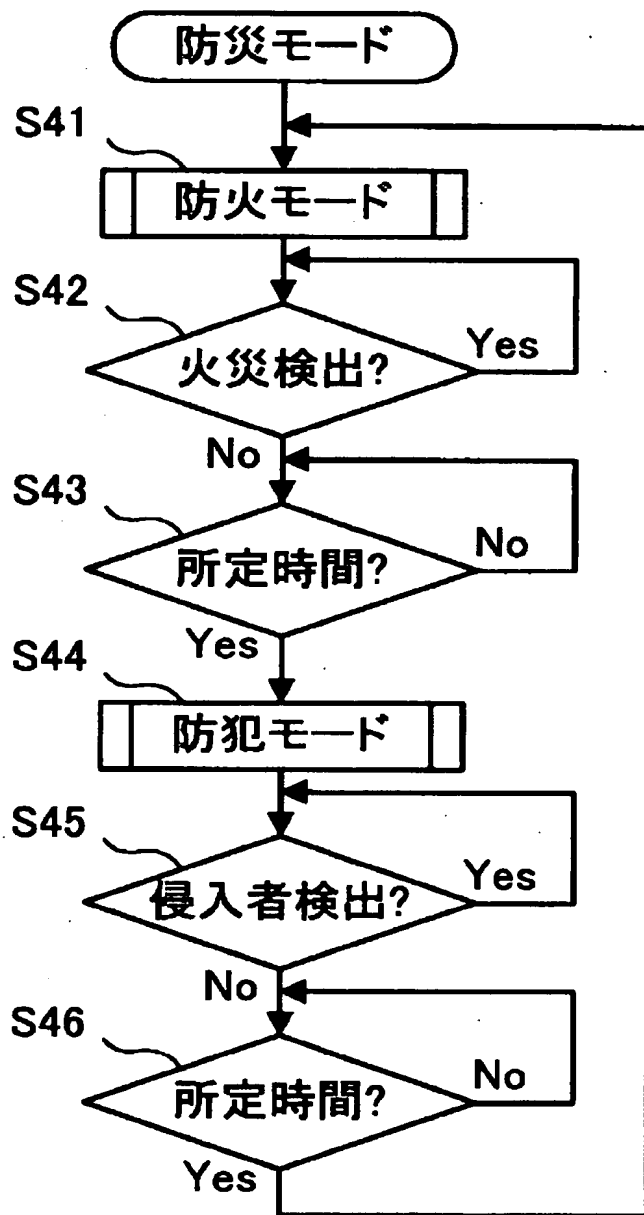 防災モード
S41
防火モード
S42
火災検出?
Yes
No
S43
所定時間?
No
Yes
S44
防犯モード
S45
侵入者検出?
Yes
No
S46
所定時間?
No
Yes